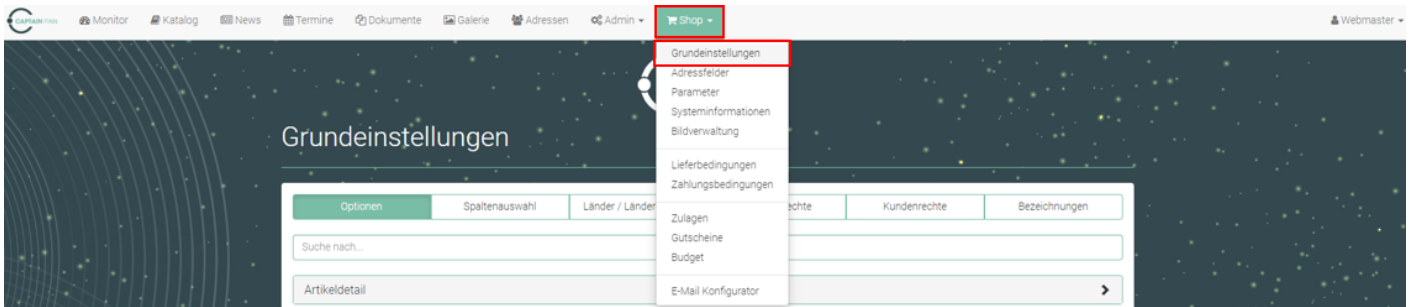 CAPTAIN FAN Monitor Katalog News Termine Dokumente Galerie Adressen Admin Shop Webmaster
Grundeinstellungen
Adressfelder
Parameter
Systeminformationen
Bildverwaltung
Lieferbedingungen
Zahlungsbedingungen
Zulagen
Gutscheine
Budget
E-Mail Konfigurator
Grundeinstellungen
Optionen Spaltenauswahl Länder / Länder Kundenrechte Bezeichnungen
Suche nach...
Artikeldetail